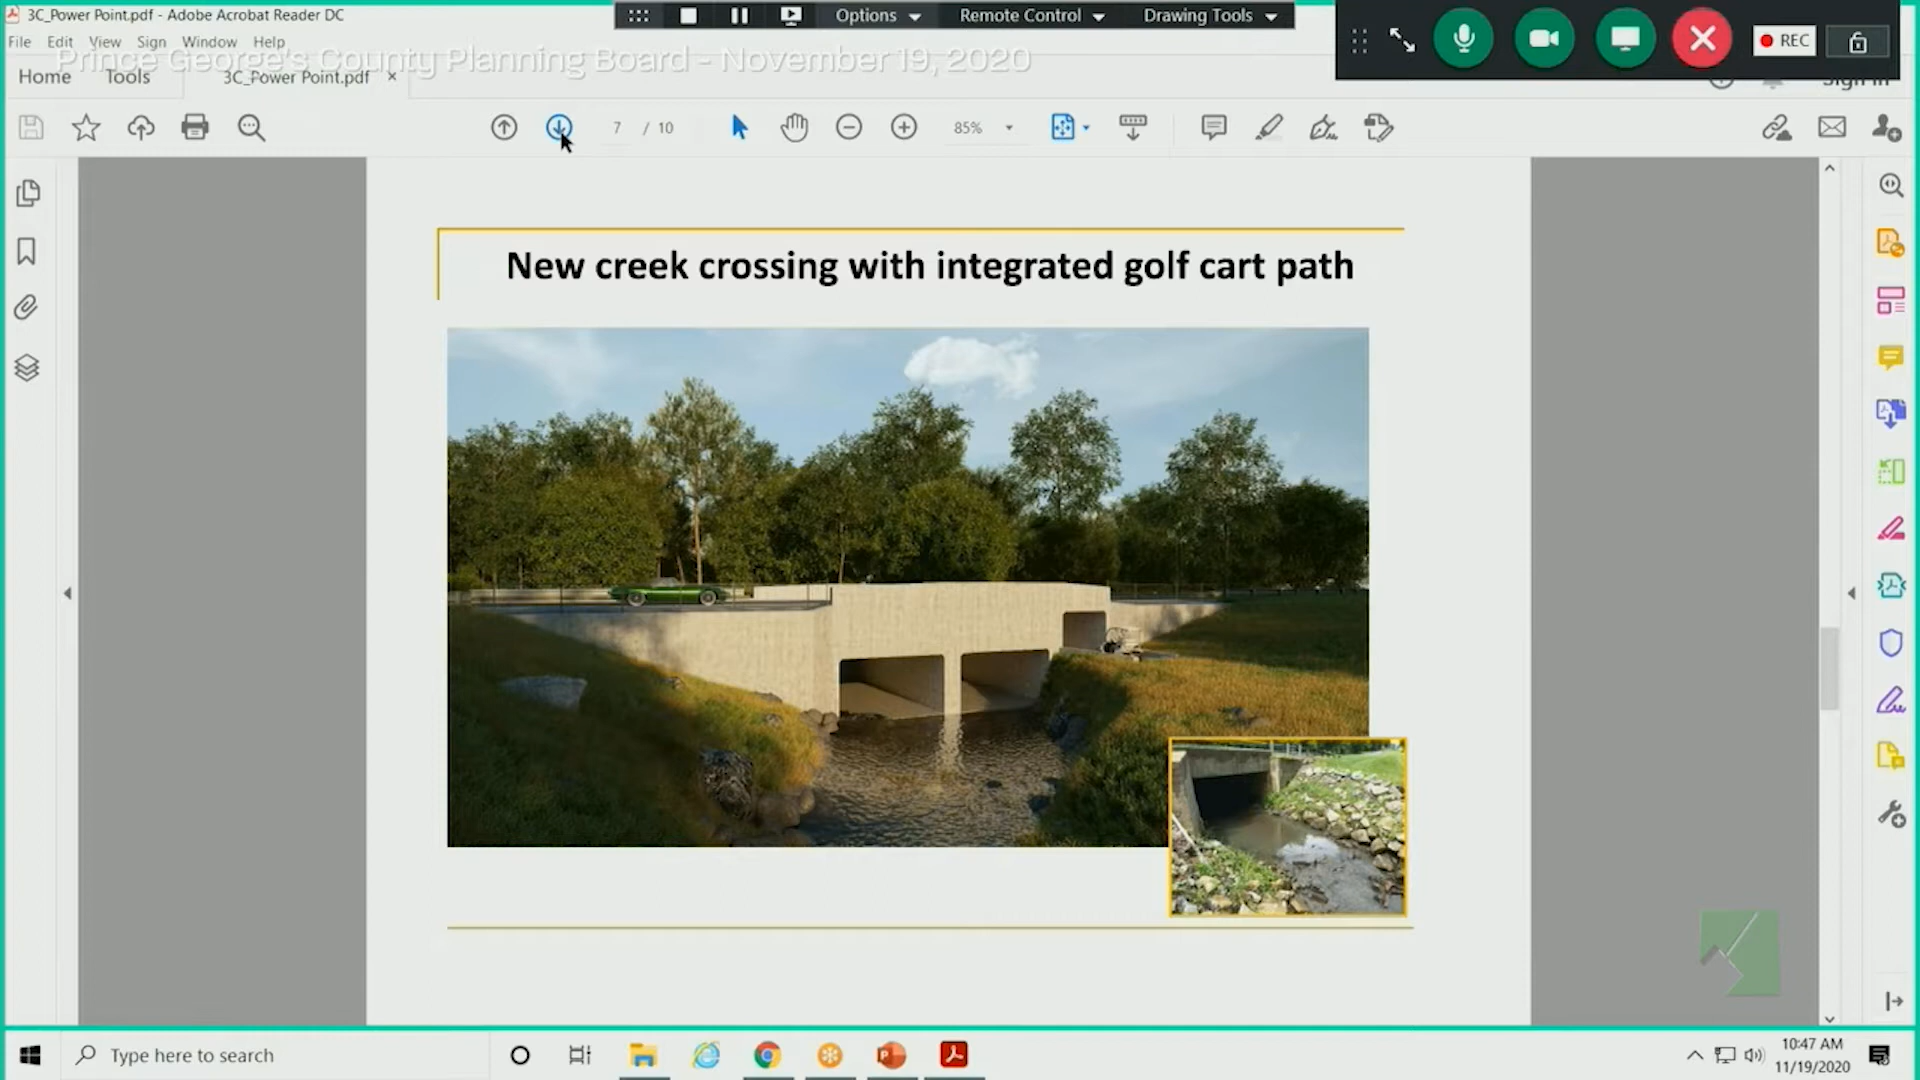 3C_Power Point.pdf - Adobe Acrobat Reader DC
Options
Remote Control
Drawing Tools
REC
File Edit View Sign Window Help
Prince George's County Planning Board - November 19, 2020
Home Tools 3C_Power Point.pdf ×
Sign In
7 / 10
85%
New creek crossing with integrated golf cart path
Type here to search
10:47 AM
11/19/2020